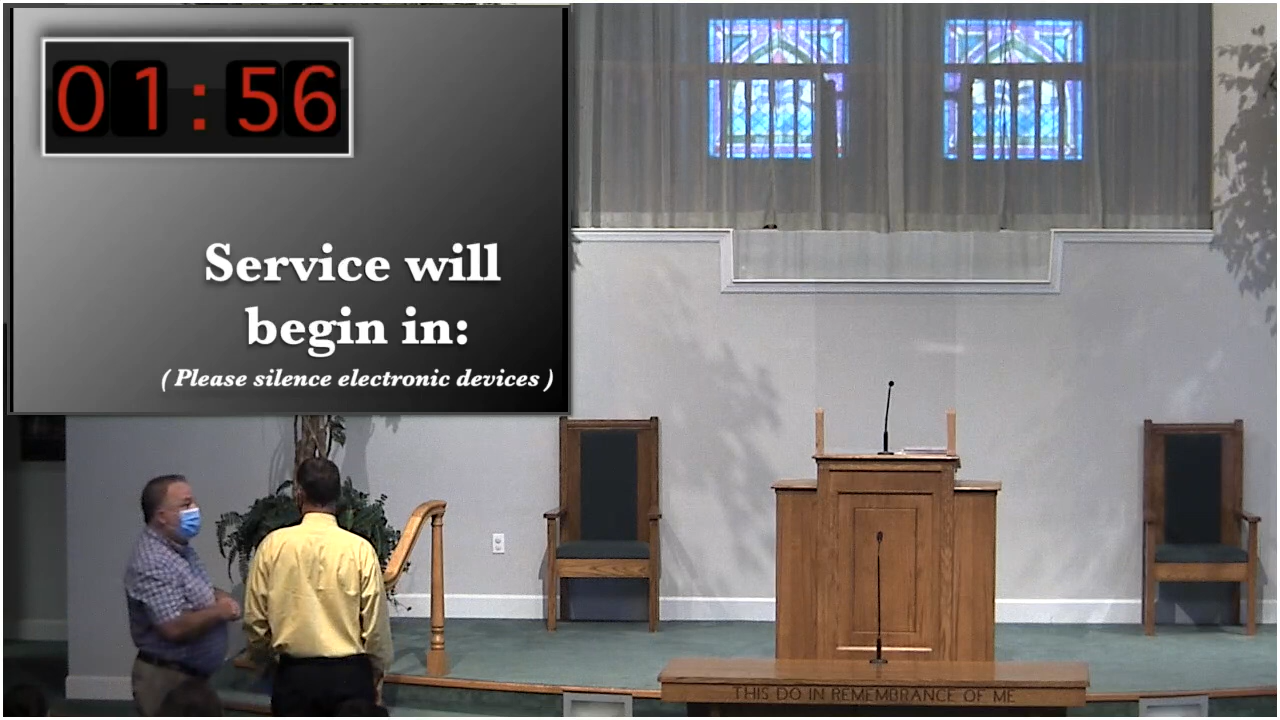 01:56
Service will
begin in:
( Please silence electronic devices )
THIS DO IN REMEMBRANCE OF ME